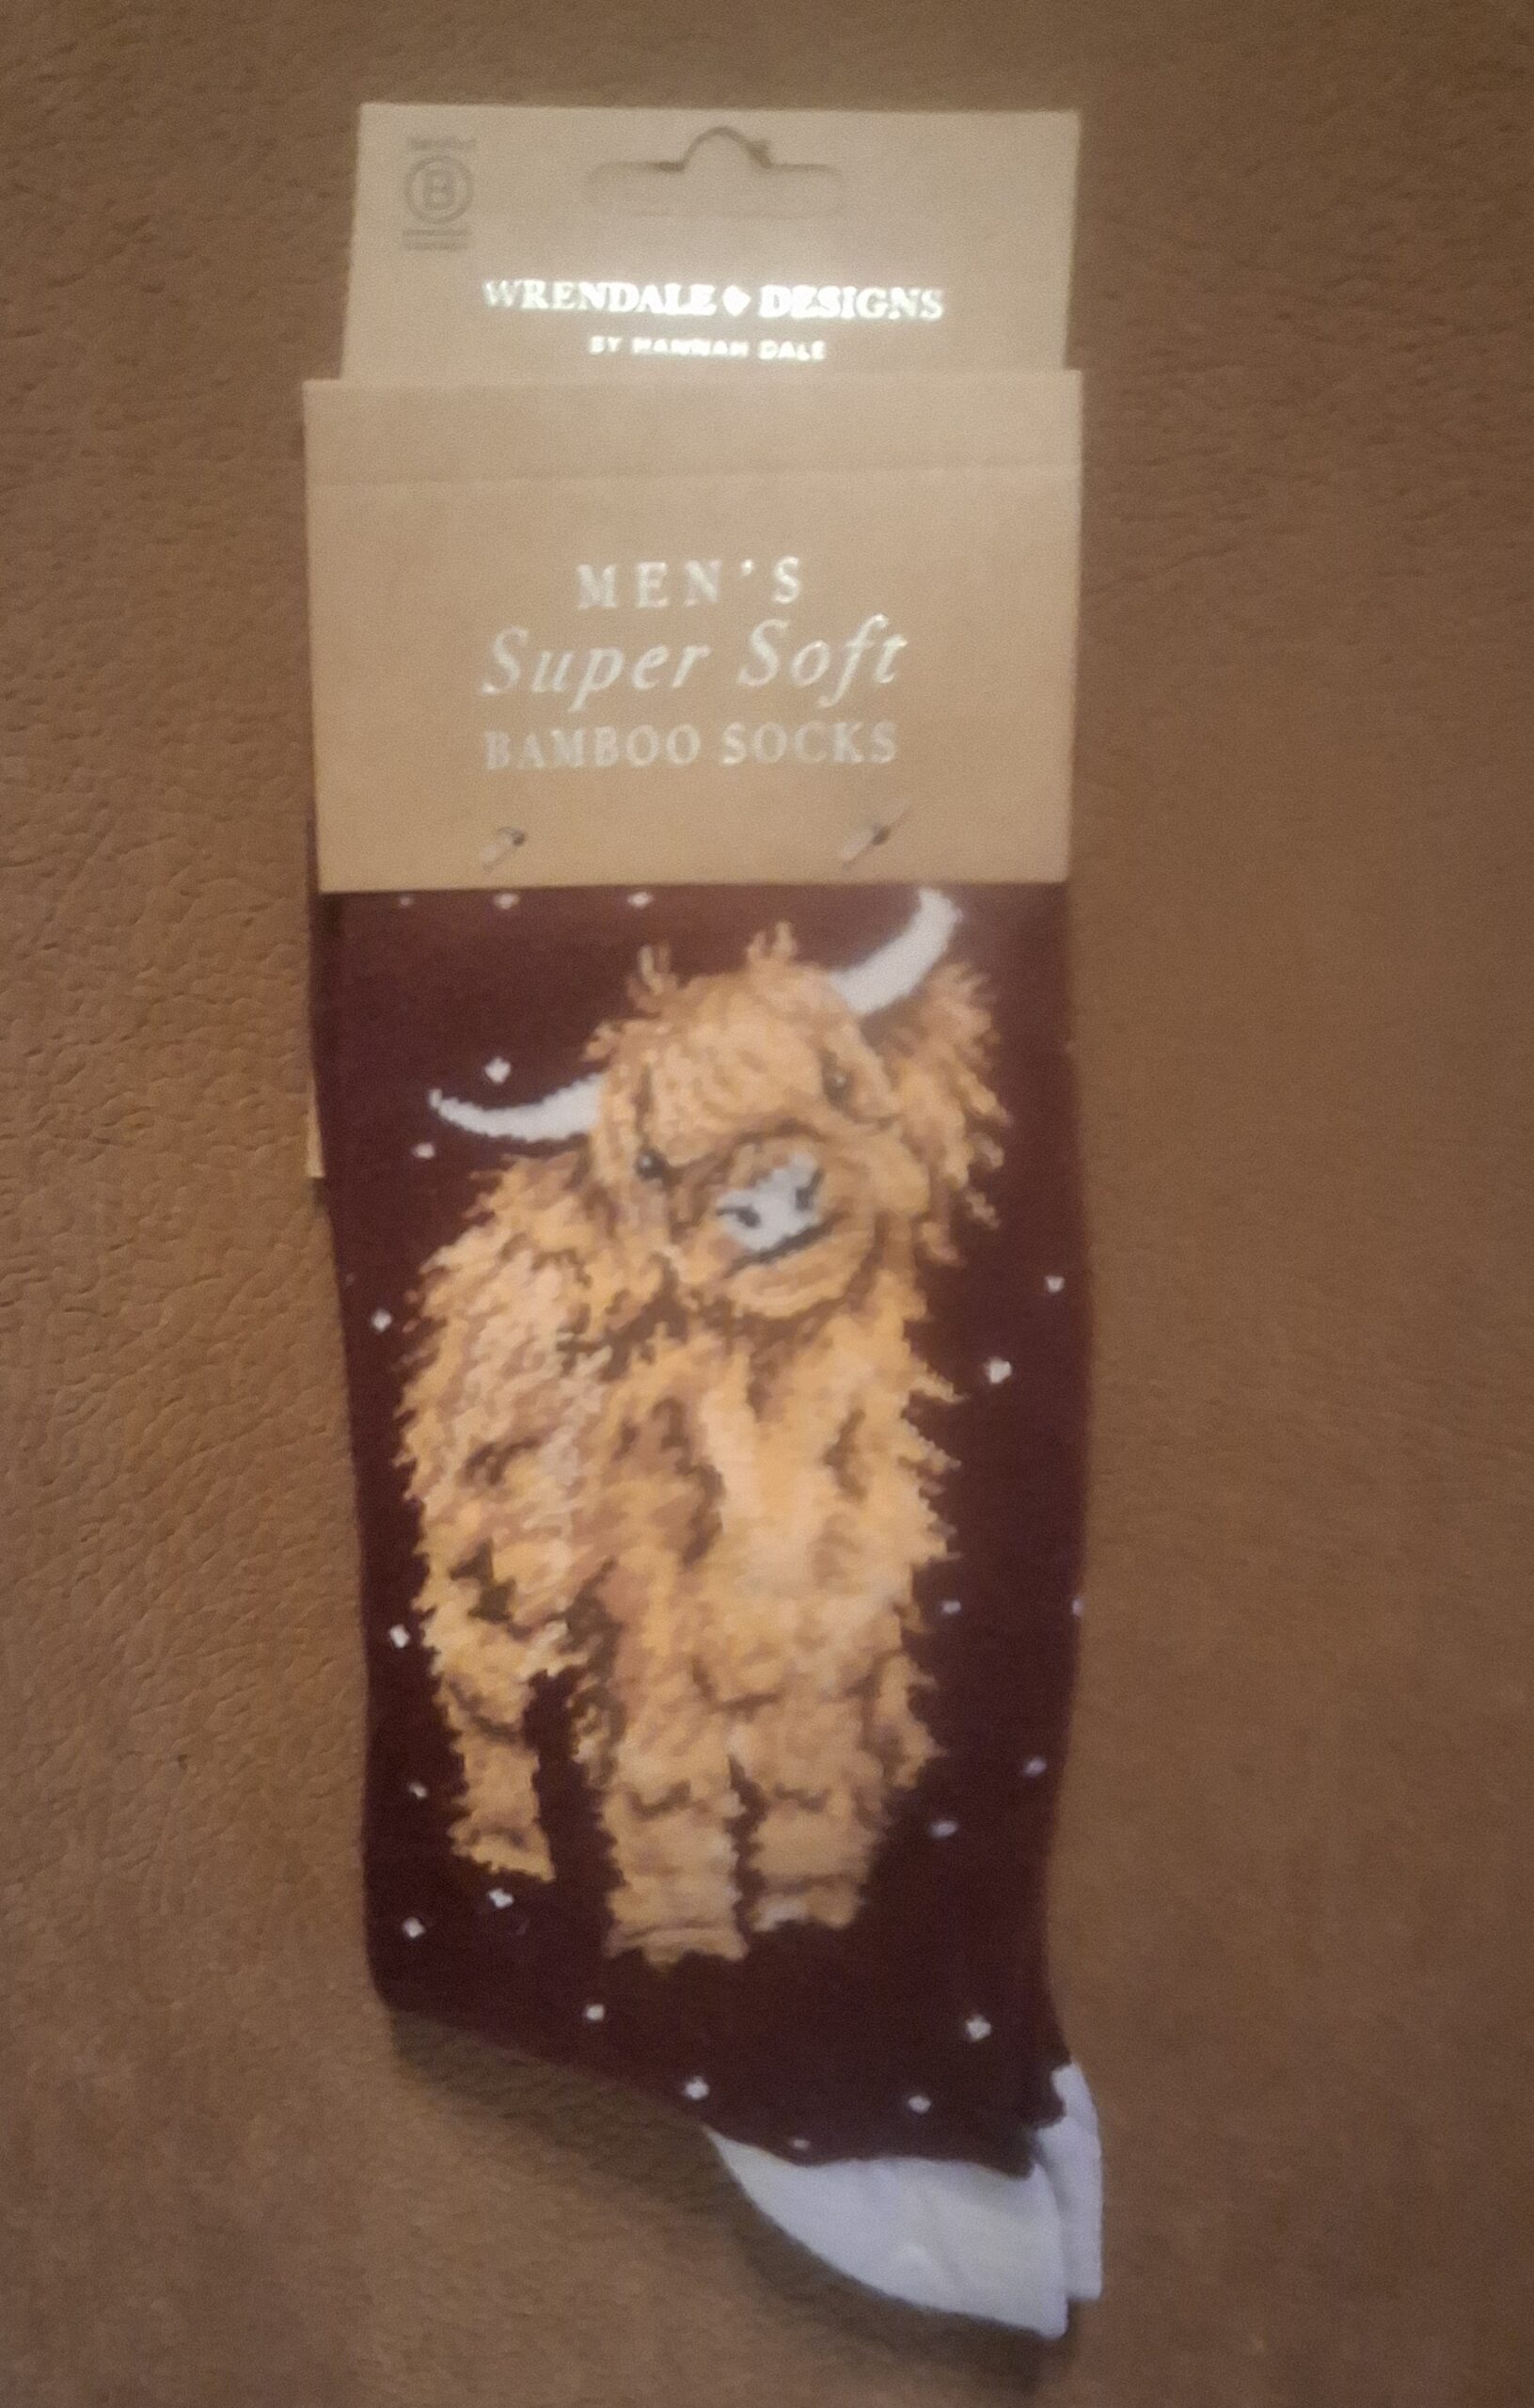 B
WRENDALE DESIGNS
BY HANNAH DALE
MEN'S
Super Soft
BAMBOO SOCKS